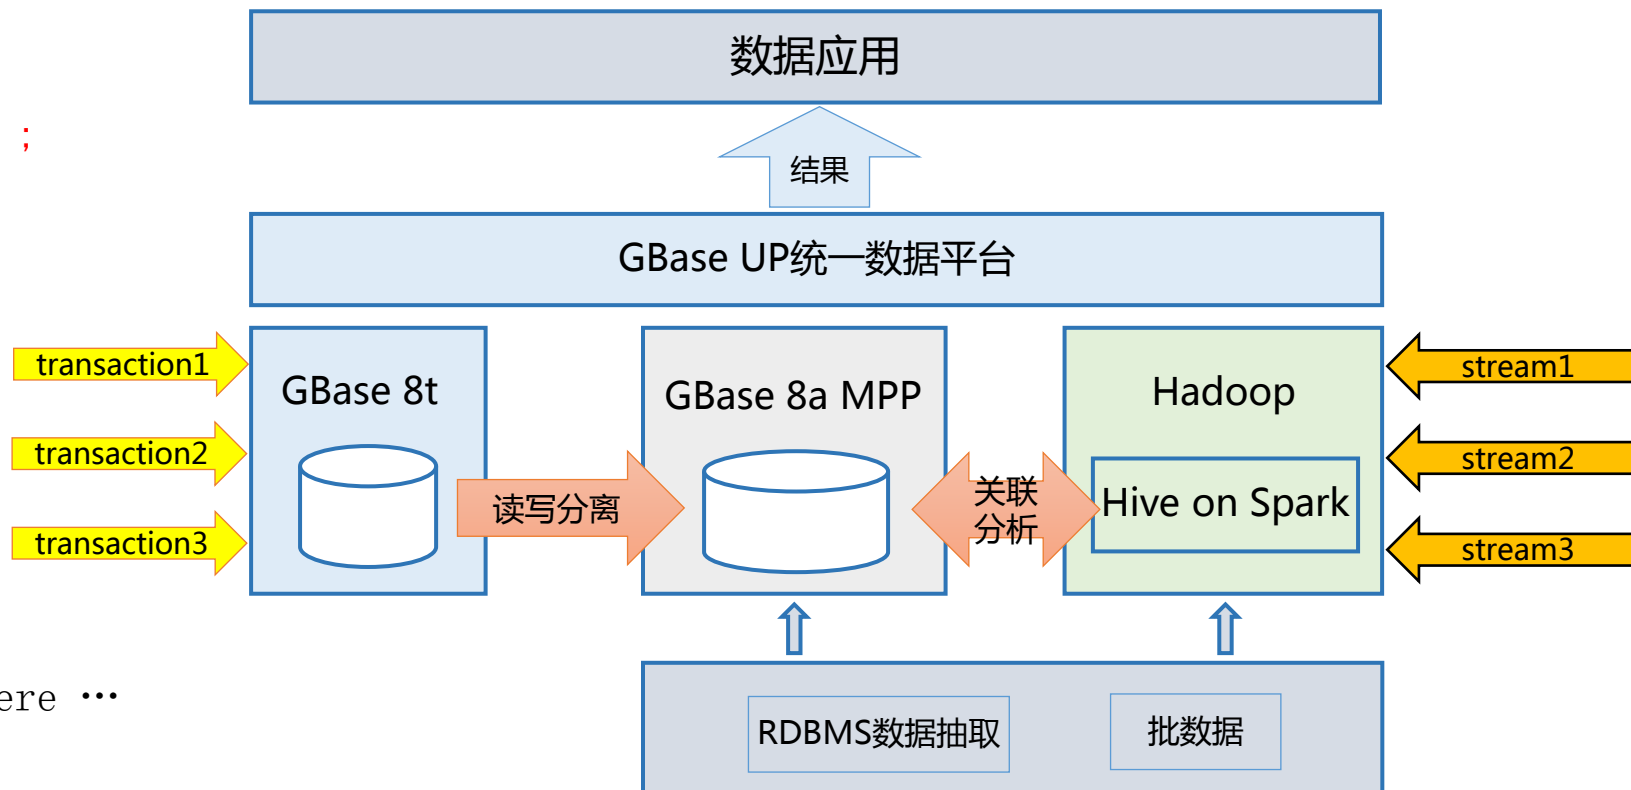 数据应用
;
结果
GBase UP统一数据平台
transaction1
transaction2
transaction3
GBase 8t
读写分离
GBase 8a MPP
关联
分析
Hadoop
Hive on Spark
stream1
stream2
stream3
ere …
RDBMS数据抽取
批数据